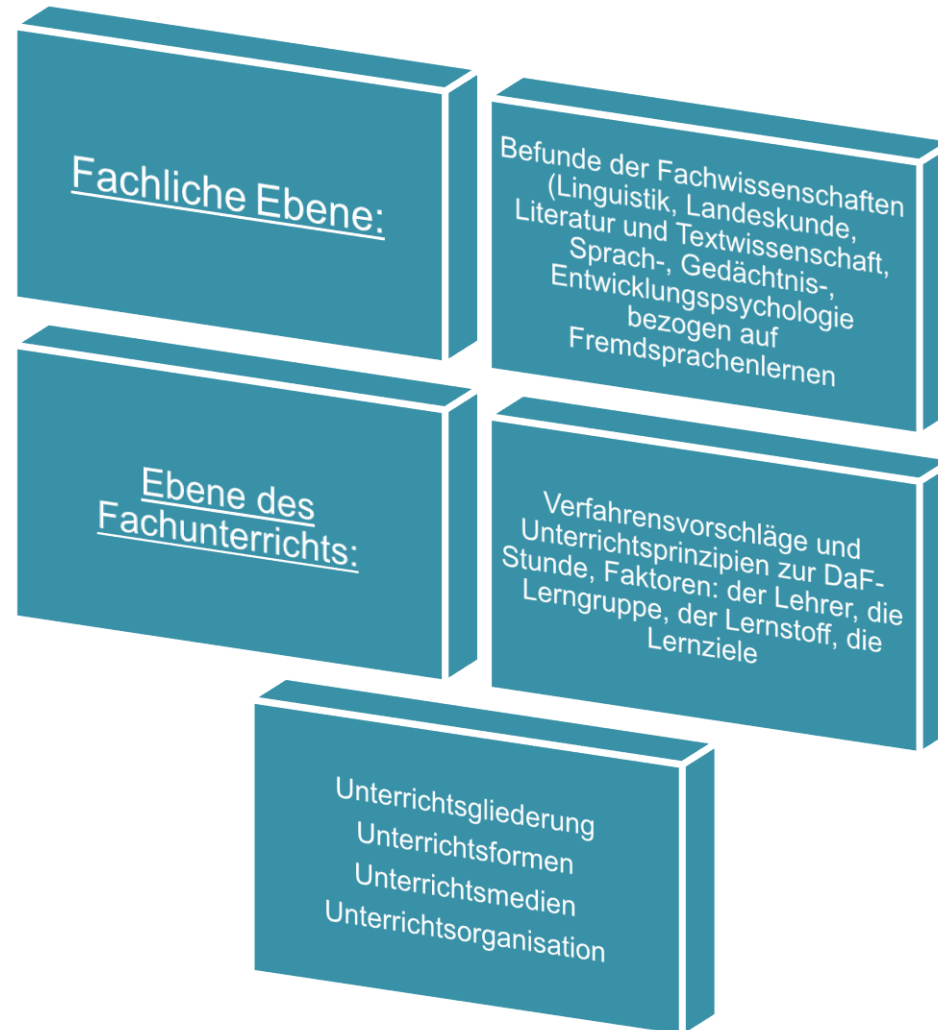 Fachliche Ebene:
Befunde der Fachwissenschaften
(Linguistik, Landeskunde,
Literatur und Textwissenschaft,
Sprach-, Gedächtnis-,
Entwicklungspsychologie
bezogen auf
Fremdsprachenlernen
Ebene des
Fachunterrichts:
Verfahrensvorschläge und
Unterrichtsprinzipien zur DaF-
Stunde, Faktoren: der Lehrer, die
Lerngruppe, der Lernstoff, die
Lernziele
Unterrichtsgliederung
Unterrichtsformen
Unterrichtsmedien
Unterrichtsorganisation